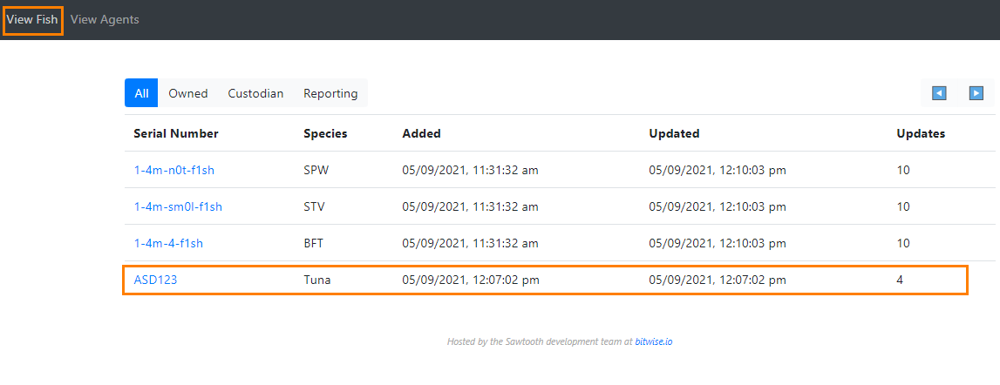 View Fish View Agents
All Owned Custodian Reporting
Serial Number Species Added Updated Updates
1-4m-n0t-f1sh SPW 05/09/2021, 11:31:32 am 05/09/2021, 12:10:03 pm 10
1-4m-sm0l-f1sh STV 05/09/2021, 11:31:32 am 05/09/2021, 12:10:03 pm 10
1-4m-4-f1sh BFT 05/09/2021, 11:31:32 am 05/09/2021, 12:10:03 pm 10
ASD123 Tuna 05/09/2021, 12:07:02 pm 05/09/2021, 12:07:02 pm 4
Hosted by the Sawtooth development team at bitwise.io